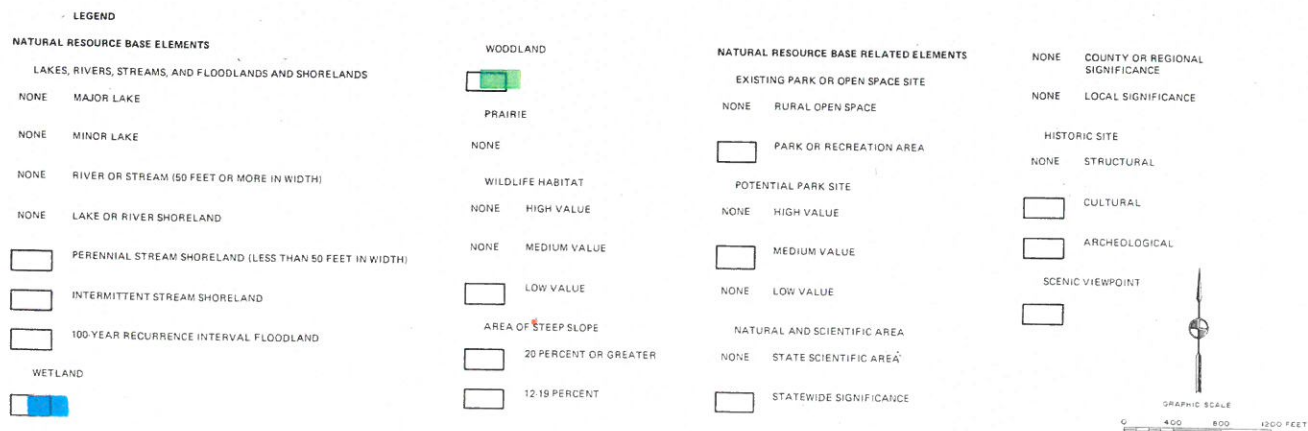 LEGEND
NATURAL RESOURCE BASE ELEMENTS
LAKES, RIVERS, STREAMS, AND FLOODLANDS AND SHORELANDS
NONE MAJOR LAKE
NONE MINOR LAKE
NONE RIVER OR STREAM (50 FEET OR MORE IN WIDTH)
NONE LAKE OR RIVER SHORELAND
PERENNIAL STREAM SHORELAND (LESS THAN 50 FEET IN WIDTH)
INTERMITTENT STREAM SHORELAND
100-YEAR RECURRENCE INTERVAL FLOODLAND
WETLAND
WOODLAND
PRAIRIE
NONE
WILDLIFE HABITAT
NONE HIGH VALUE
NONE MEDIUM VALUE
LOW VALUE
AREA OF STEEP SLOPE
20 PERCENT OR GREATER
12-19 PERCENT
NATURAL RESOURCE BASE RELATED ELEMENTS
EXISTING PARK OR OPEN SPACE SITE
NONE RURAL OPEN SPACE
PARK OR RECREATION AREA
POTENTIAL PARK SITE
NONE HIGH VALUE
MEDIUM VALUE
NONE LOW VALUE
NATURAL AND SCIENTIFIC AREA
NONE STATE SCIENTIFIC AREA
STATEWIDE SIGNIFICANCE
NONE COUNTY OR REGIONAL
SIGNIFICANCE
NONE LOCAL SIGNIFICANCE
HISTORIC SITE
NONE STRUCTURAL
CULTURAL
ARCHEOLOGICAL
SCENIC VIEWPOINT
GRAPHIC SCALE
0 400 800 1200 FEET